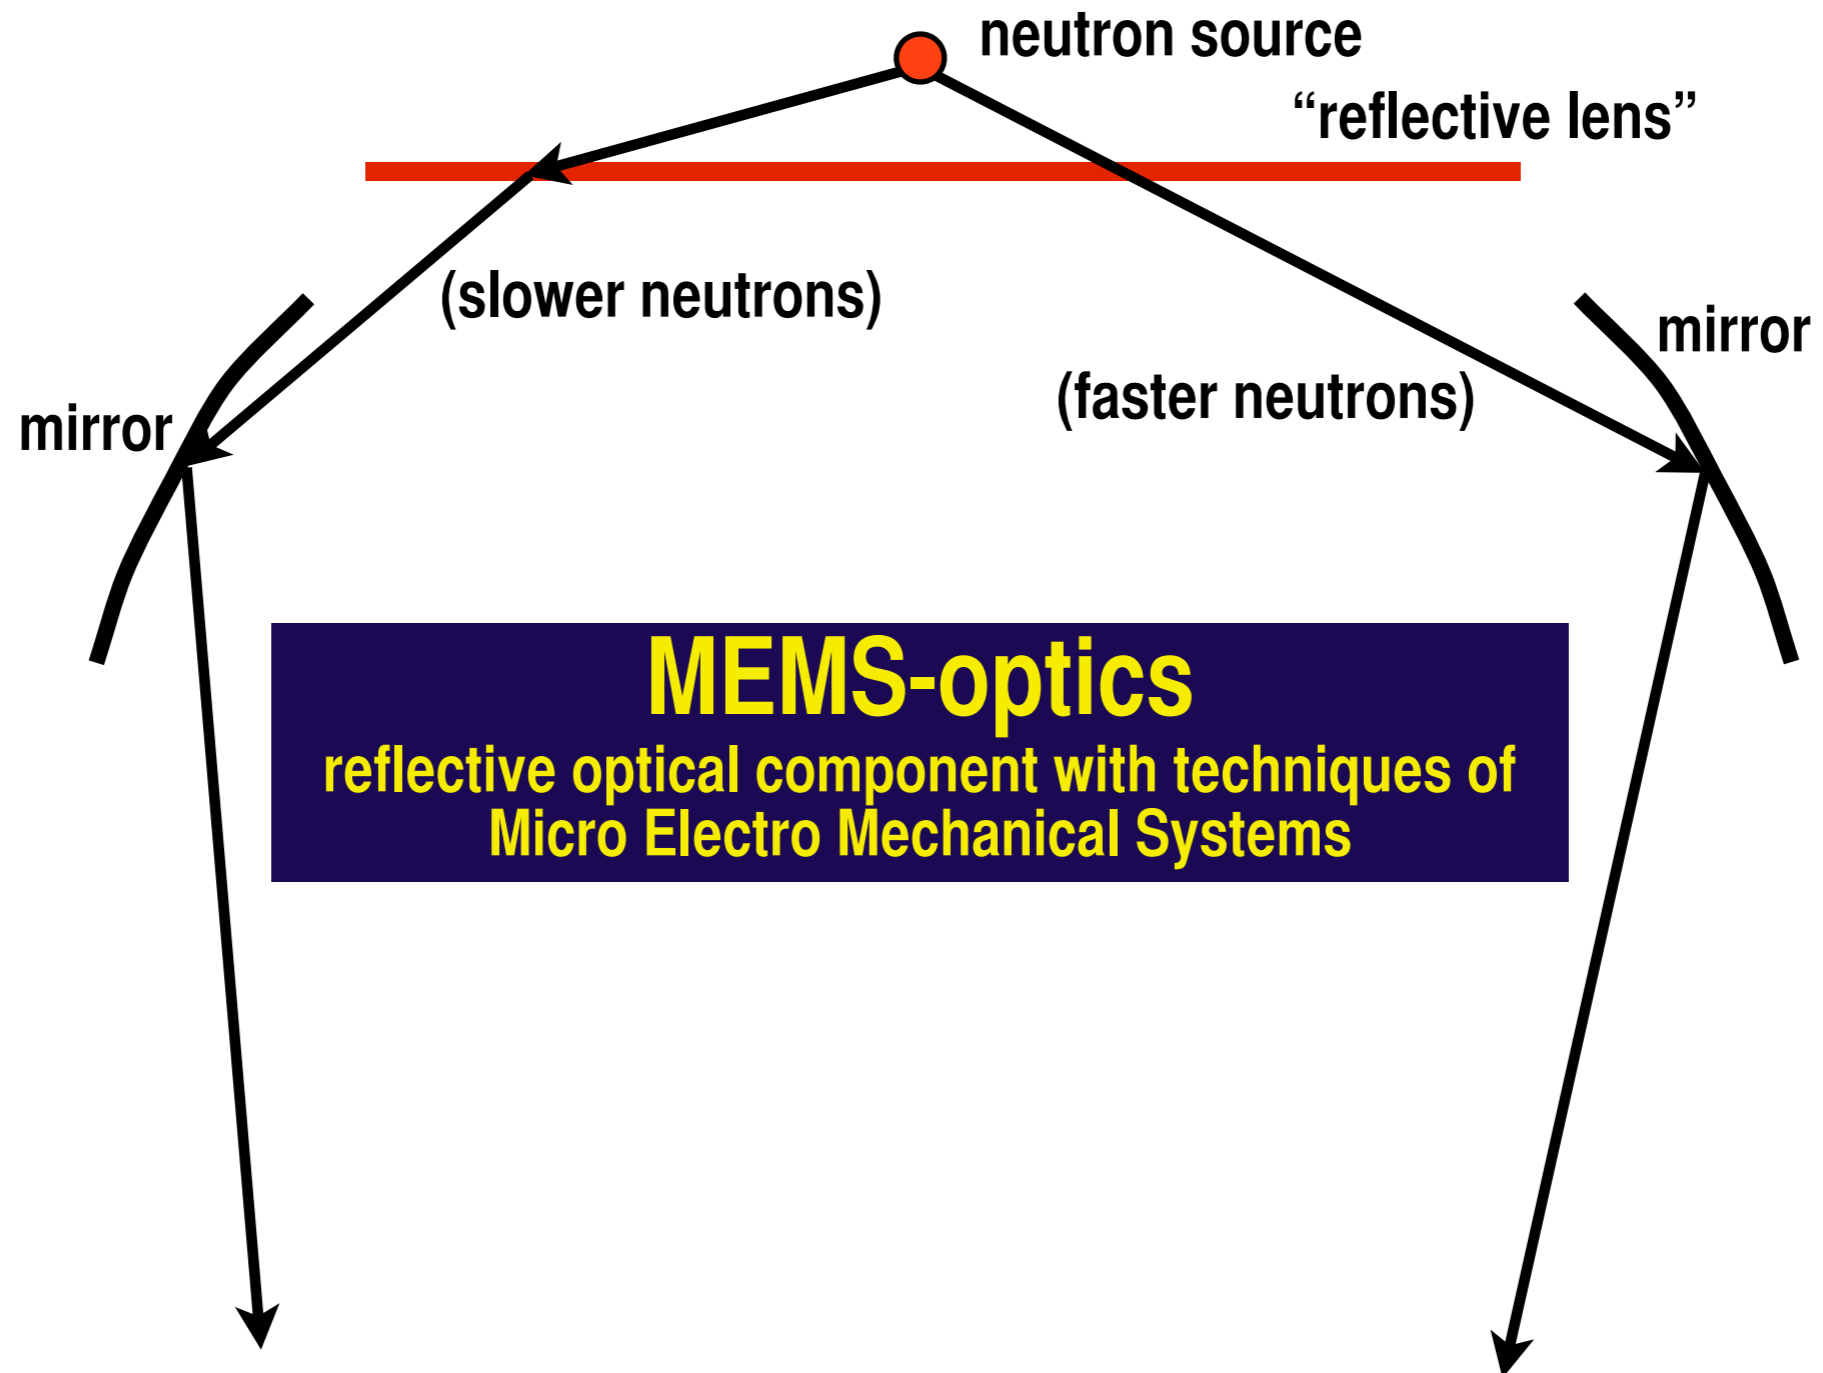 neutron source
“reflective lens”
(slower neutrons)
mirror
(faster neutrons)
mirror
MEMS-optics
reflective optical component with techniques of
Micro Electro Mechanical Systems